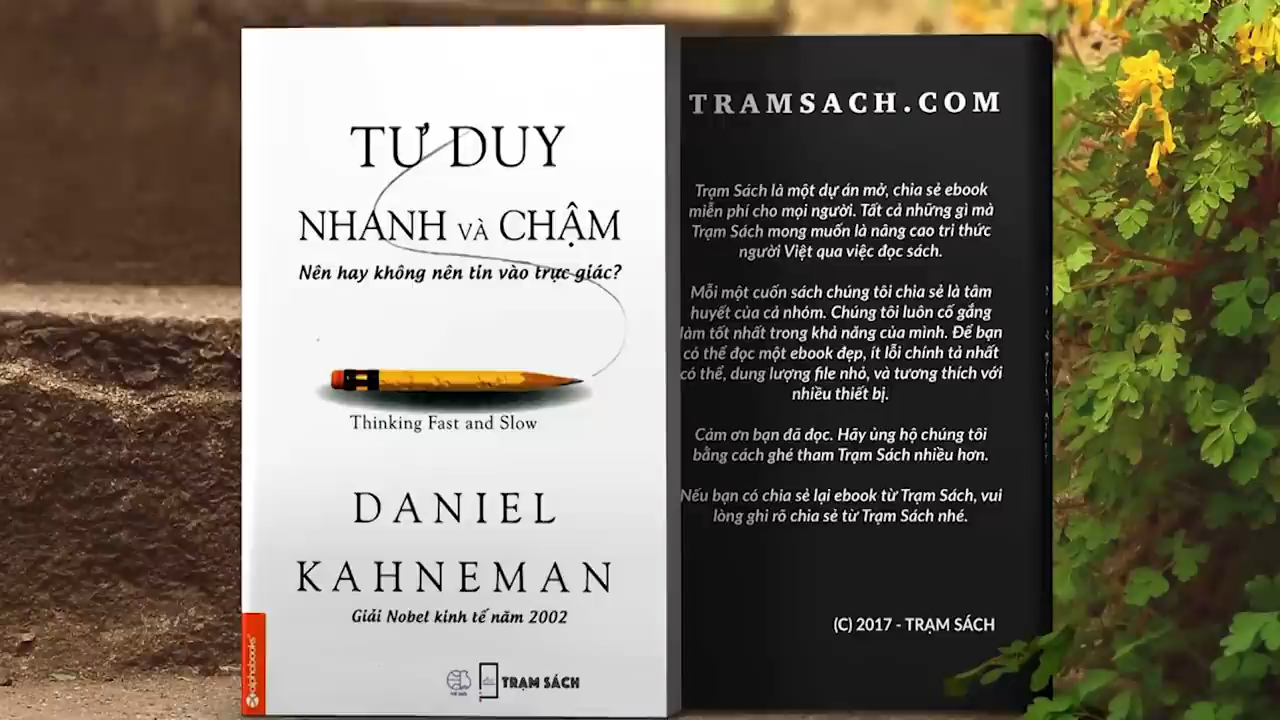 TƯ DUY
NHANH VÀ CHẬM
Nên hay không nên tin vào trực giác?
Thinking Fast and Slow
DANIEL
KAHNEMAN
Giải Nobel kinh tế năm 2002
alphabooks
THẾ GIỚI
TRẠM SÁCH
TRAMSACH.COM
Trạm Sách là một dự án mở, chia sẻ ebook
miễn phí cho mọi người. Tất cả những gì mà
Trạm Sách mong muốn là nâng cao tri thức
người Việt qua việc đọc sách.
Mỗi một cuốn sách chúng tôi chia sẻ là tâm
huyết của cả nhóm. Chúng tôi luôn cố gắng
làm tốt nhất trong khả năng của mình. Để bạn
có thể đọc một ebook đẹp, ít lỗi chính tả nhất
có thể, dung lượng file nhỏ, và tương thích với
nhiều thiết bị.
Cảm ơn bạn đã đọc. Hãy ủng hộ chúng tôi
bằng cách ghé thăm Trạm Sách nhiều hơn.
Nếu bạn có chia sẻ lại ebook từ Trạm Sách, vui
lòng ghi rõ chia sẻ từ Trạm Sách nhé.
(C) 2017 - TRẠM SÁCH